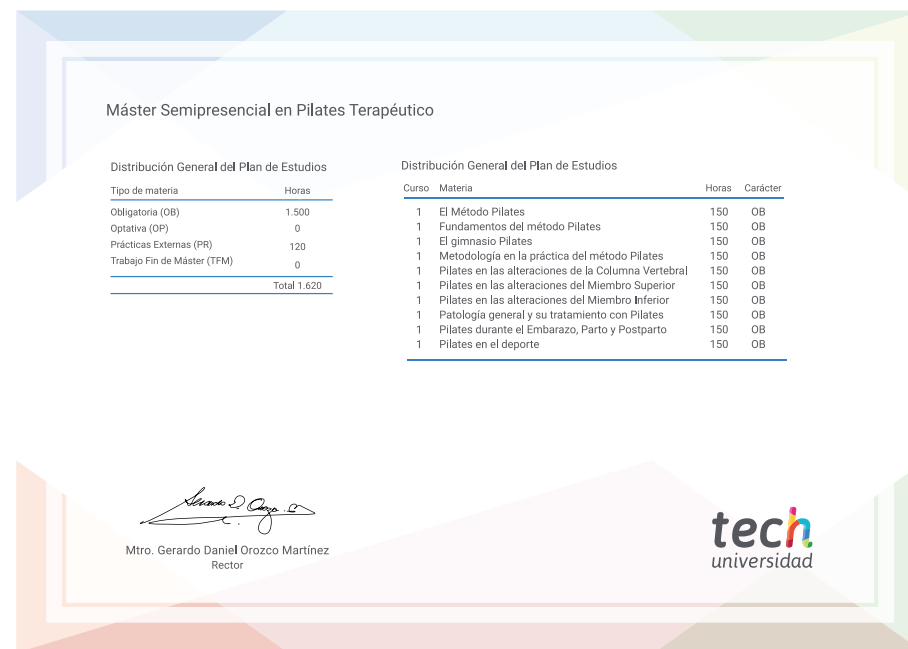 Máster Semipresencial en Pilates Terapéutico
Distribución General del Plan de Estudios
Tipo de materia Horas
Obligatoria (OB) 1.500
Optativa (OP) 0
Prácticas Externas (PR) 120
Trabajo Fin de Máster (TFM) 0
Total 1.620
Distribución General del Plan de Estudios
Curso Materia Horas Carácter
1 El Método Pilates 150 OB
1 Fundamentos del método Pilates 150 OB
1 El gimnasio Pilates 150 OB
1 Metodología en la práctica del método Pilates 150 OB
1 Pilates en las alteraciones de la Columna Vertebral 150 OB
1 Pilates en las alteraciones del Miembro Superior 150 OB
1 Pilates en las alteraciones del Miembro Inferior 150 OB
1 Patología general y su tratamiento con Pilates 150 OB
1 Pilates durante el Embarazo, Parto y Postparto 150 OB
1 Pilates en el deporte 150 OB
Mtro. Gerardo Daniel Orozco Martínez
Rector
tech
universidad